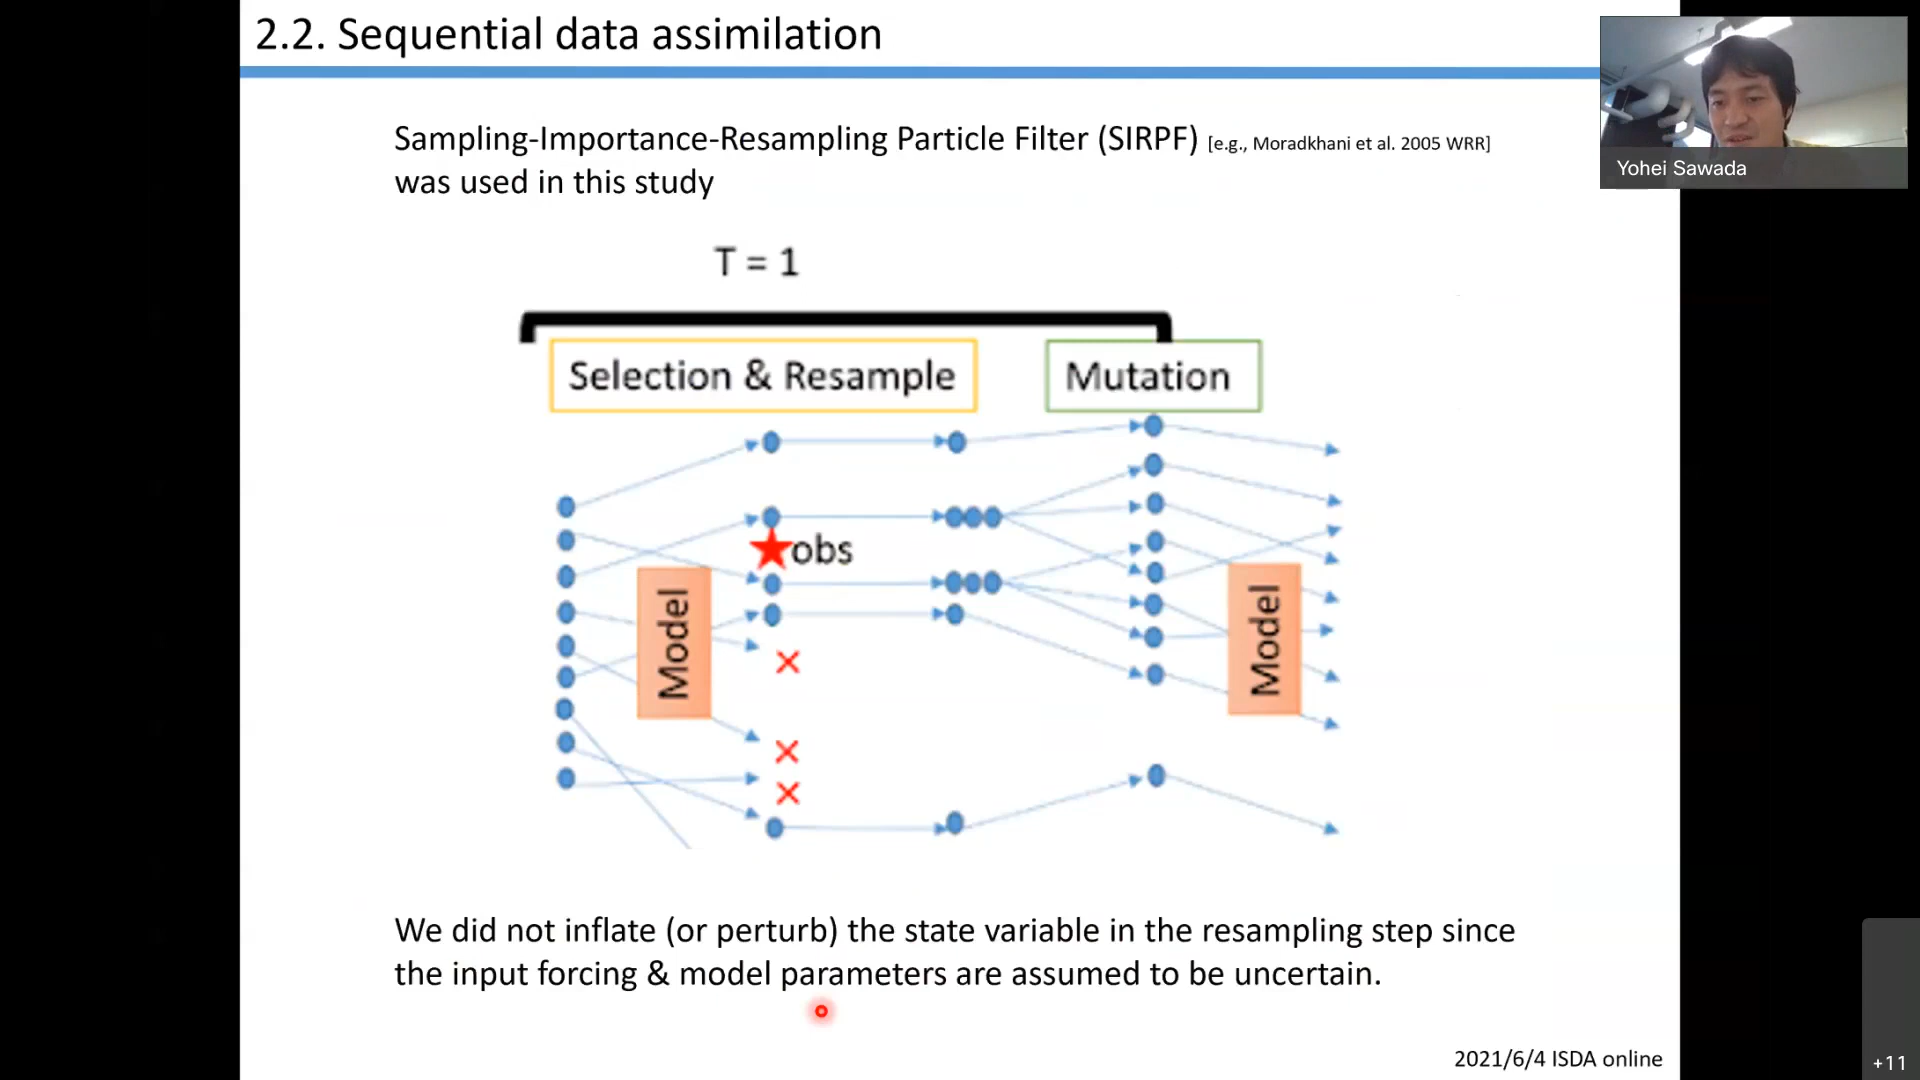 2.2. Sequential data assimilation
Yohei Sawada
Sampling-Importance-Resampling Particle Filter (SIRPF) [e.g., Moradkhani et al. 2005 WRR]
was used in this study
T = 1
Selection & Resample
Mutation
obs
Model
Model
We did not inflate (or perturb) the state variable in the resampling step since
the input forcing & model parameters are assumed to be uncertain.
2021/6/4 ISDA online
+11